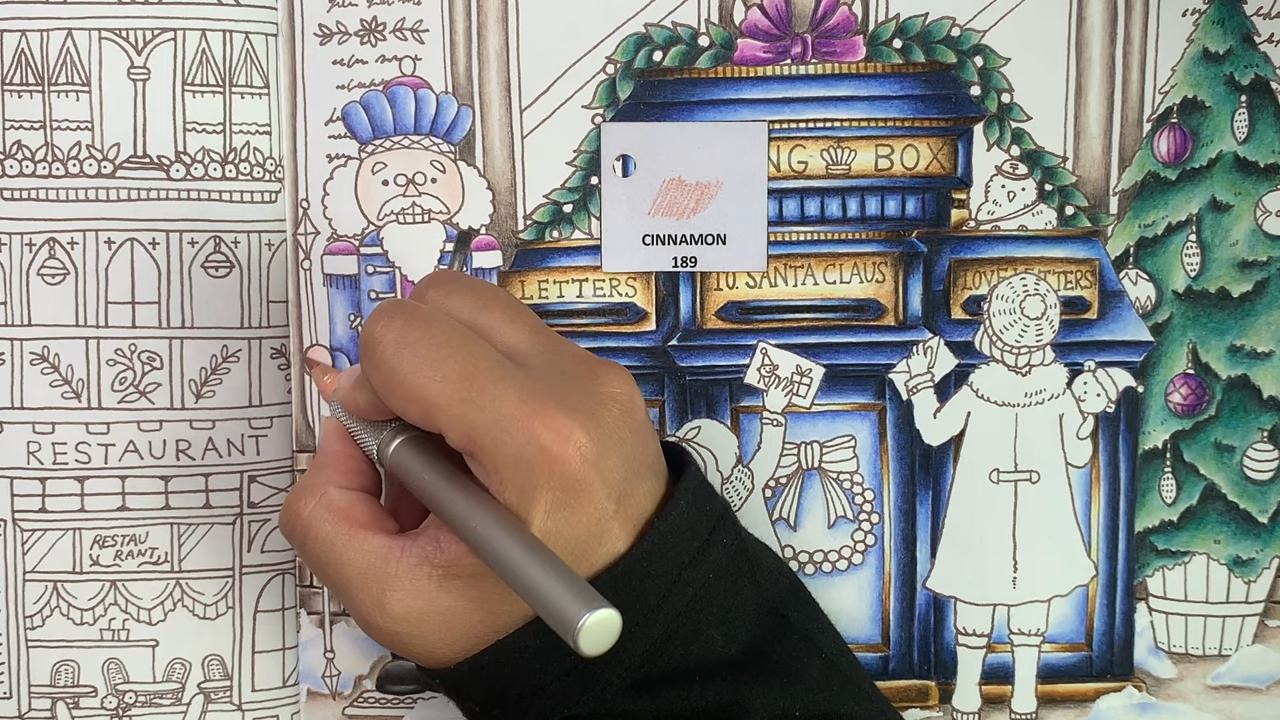 NG BOX
CINNAMON
189
LETTERS
TO. SANTA CLAUS
LOVE LETTERS
RESTAURANT
RESTAU
RANT